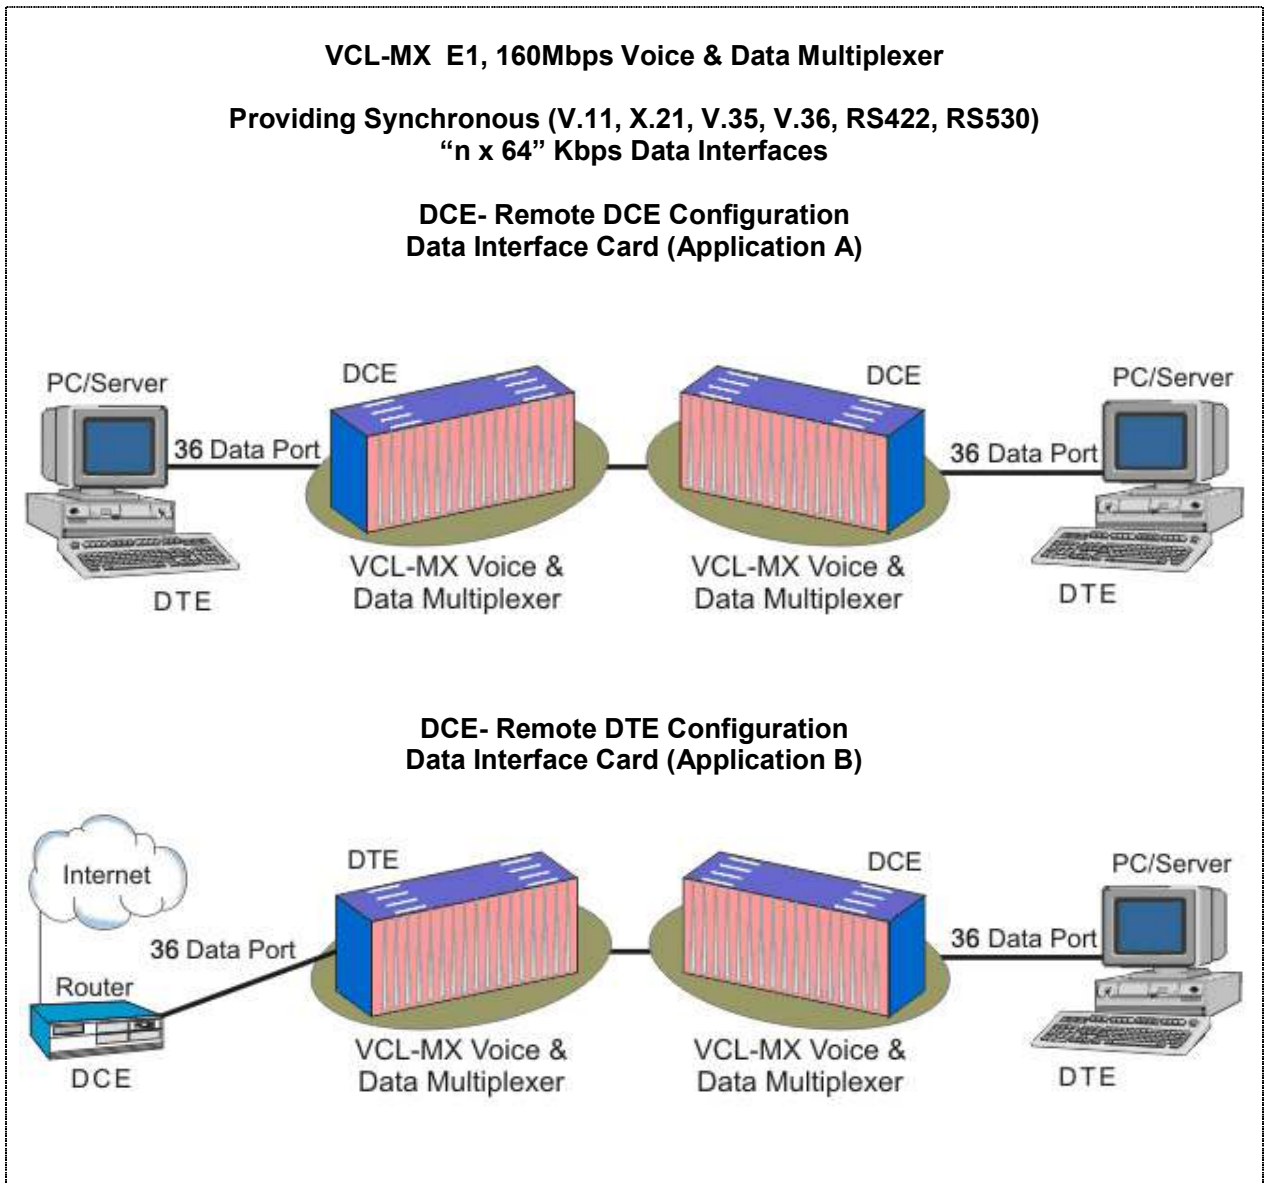 VCL-MX E1, 160Mbps Voice & Data Multiplexer
Providing Synchronous (V.11, X.21, V.35, V.36, RS422, RS530)
“n x 64” Kbps Data Interfaces
DCE- Remote DCE Configuration
Data Interface Card (Application A)
PC/Server
DCE
DCE
PC/Server
36 Data Port
36 Data Port
DTE
VCL-MX Voice &
Data Multiplexer
VCL-MX Voice &
Data Multiplexer
DTE
DCE- Remote DTE Configuration
Data Interface Card (Application B)
Internet
DTE
DCE
PC/Server
36 Data Port
36 Data Port
Router
DCE
VCL-MX Voice &
Data Multiplexer
VCL-MX Voice &
Data Multiplexer
DTE